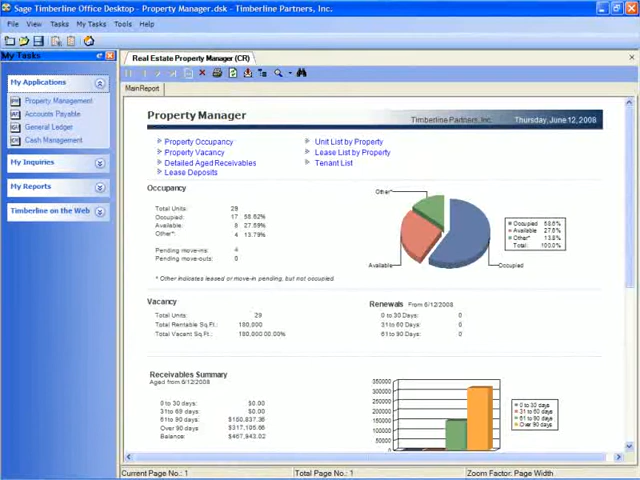 Sage Timberline Office Desktop - Property Manager.dsk - Timberline Partners, Inc.
File View Tasks My Tasks Tools Help
My Tasks
Real Estate Property Manager (CR)
My Applications
Property Management
Accounts Payable
General Ledger
Cash Management
My Inquiries
My Reports
Timberline on the Web
MainReport
Property Manager Timberline Partners, Inc. Thursday, June 12, 2008
Property Occupancy Unit List by Property
Property Vacancy Lease List by Property
Detailed Aged Receivables Tenant List
Lease Deposits
Occupancy
Total Units: 29
Occupied: 17 58.62%
Available: 8 27.59%
Other*: 4 13.79%
Pending move-ins: 4
Pending move-outs: 0
* Other indicates leased or move-in pending, but not occupied
Other*
Available
Occupied
Occupied 58.6%
Available 27.6%
Other* 13.8%
Total: 100.0%
Vacancy
Total Units: 29
Total Rentable Sq.Ft.: 180,000
Total Vacant Sq.Ft.: 180,000 00.00%
Renewals From 6/12/2008
0 to 30 Days: 0
31 to 60 Days: 0
61 to 90 Days: 0
Receivables Summary
Aged from 6/12/2008
0 to 30 days: $0.00
31 to 60 days: $0.00
61 to 90 days: $150,837.36
Over 90 days:
Balance: $467,943.02
350000
300000
250000
200000
150000
100000
50000
0 to 30 days
31 to 60 days
61 to 90 days
Over 90 days
Current Page No.: 1 Total Page No.: 1 Zoom Factor: Page Width